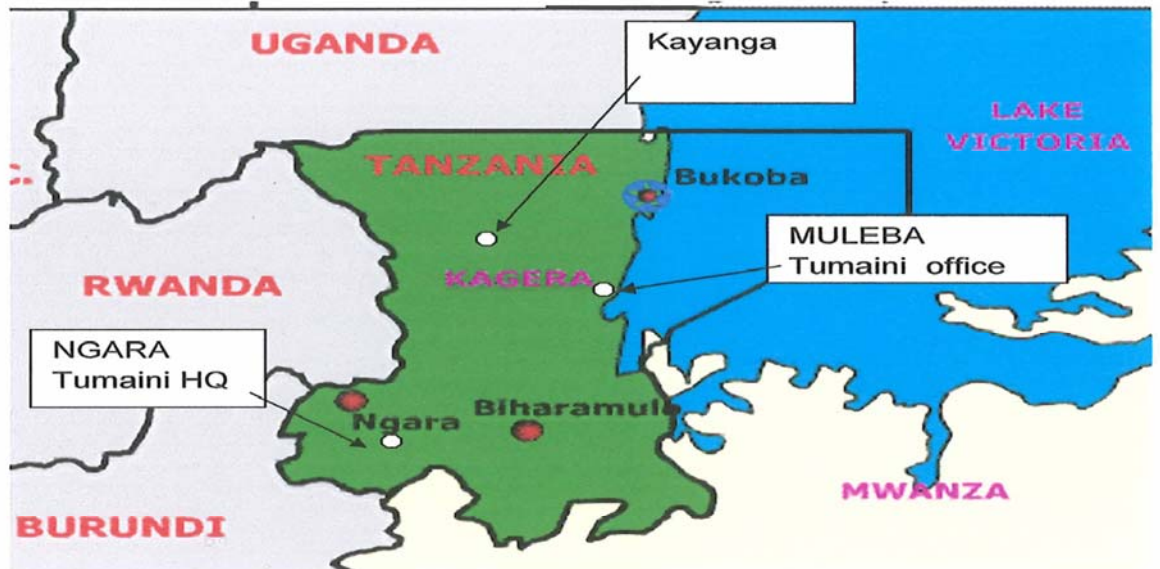 UGANDA
Kayanga
LAKE
VICTORIA
C.
TANZANIA
Bukoba
MULEBA
Tumaini office
KAGERA
RWANDA
NGARA
Tumaini HQ
Ngara
Biharamulo
MWANZA
BURUNDI